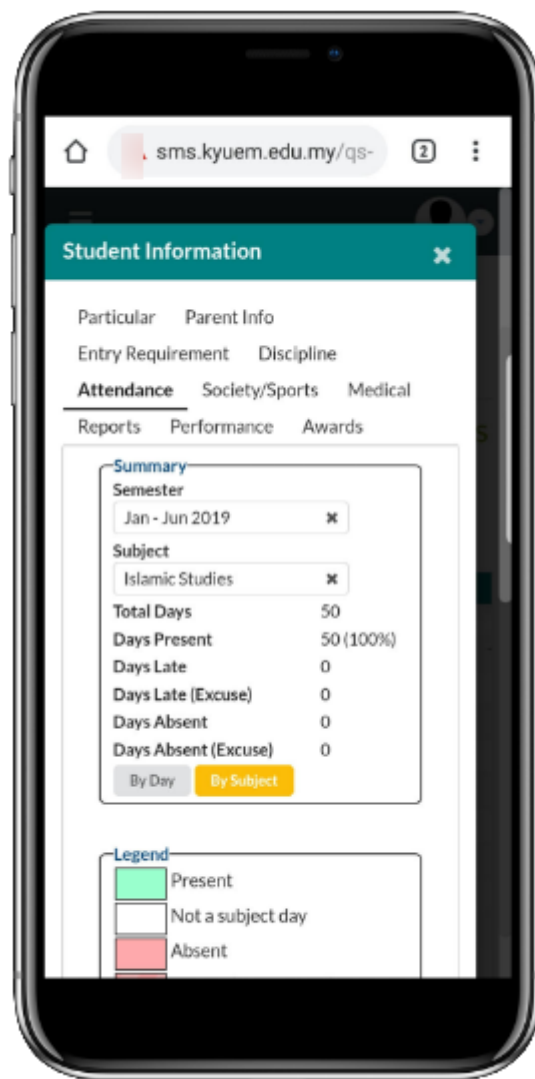 sms.kyuem.edu.my/qs-
2
Student Information
Particular Parent Info
Entry Requirement Discipline
Attendance Society/Sports Medical
Reports Performance Awards
Summary
Semester
Jan - Jun 2019
Subject
Islamic Studies
Total Days 50
Days Present 50 (100%)
Days Late 0
Days Late (Excuse) 0
Days Absent 0
Days Absent (Excuse) 0
By Day By Subject
Legend
Present
Not a subject day
Absent